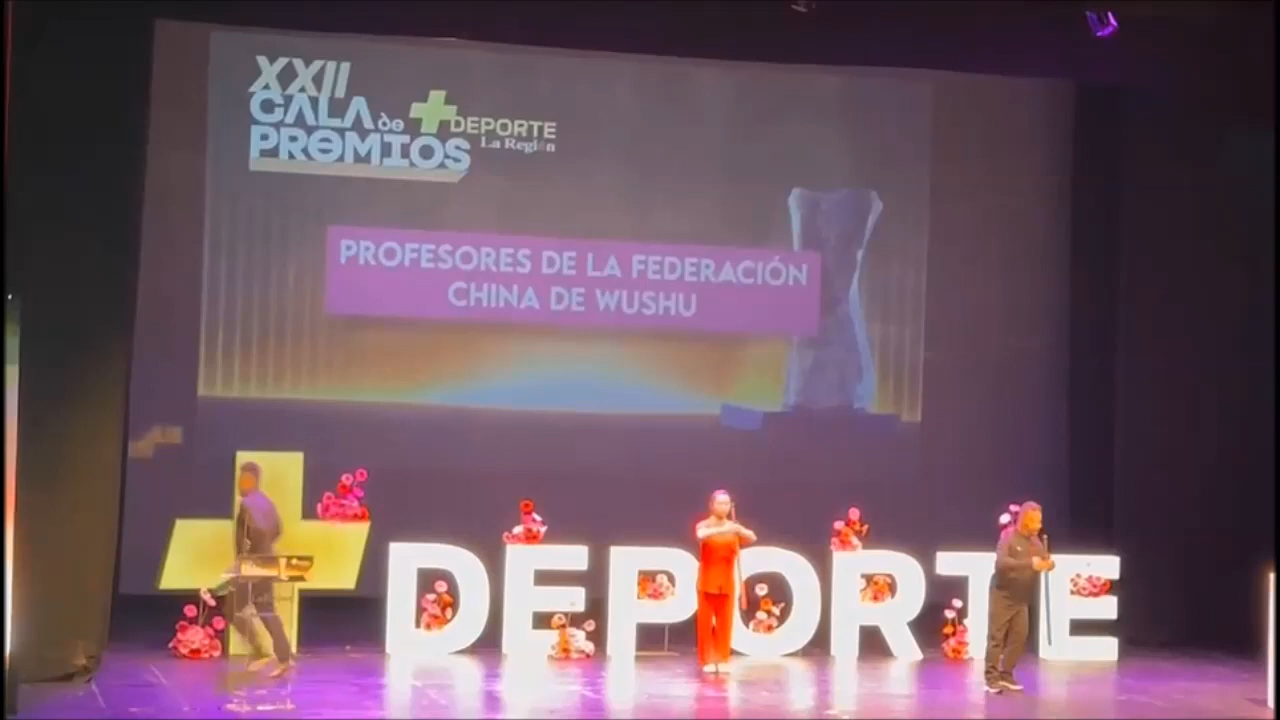 XXII
GALA de
PREMIOS
+DEPORTE
La Región
PROFESORES DE LA FEDERACIÓN
CHINA DE WUSHU
+DEPORTE